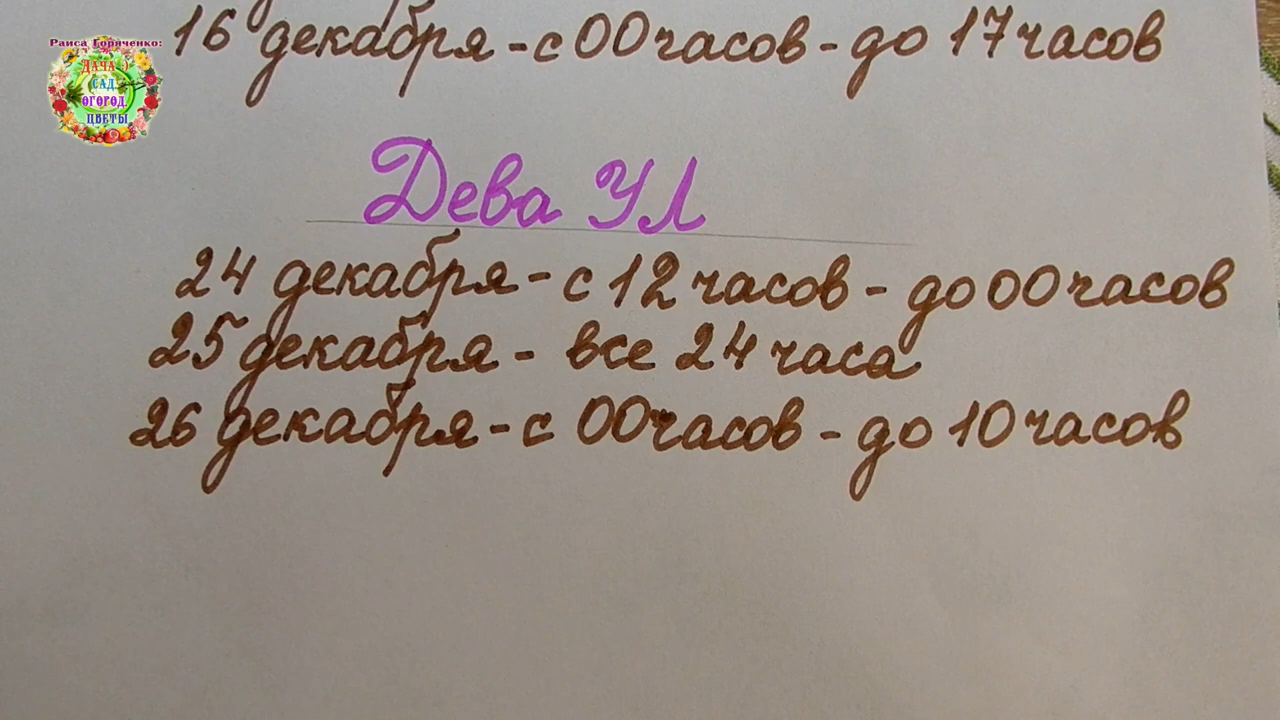 Раиса Горяченко:
ДАЧА
САД
ОГОРОД
ЦВЕТЫ
16 декабря - с 00 часов - до 17 часов
Дева УЛ
24 декабря - с 12 часов - до 00 часов
25 декабря - все 24 часа
26 декабря - с 00 часов - до 10 часов